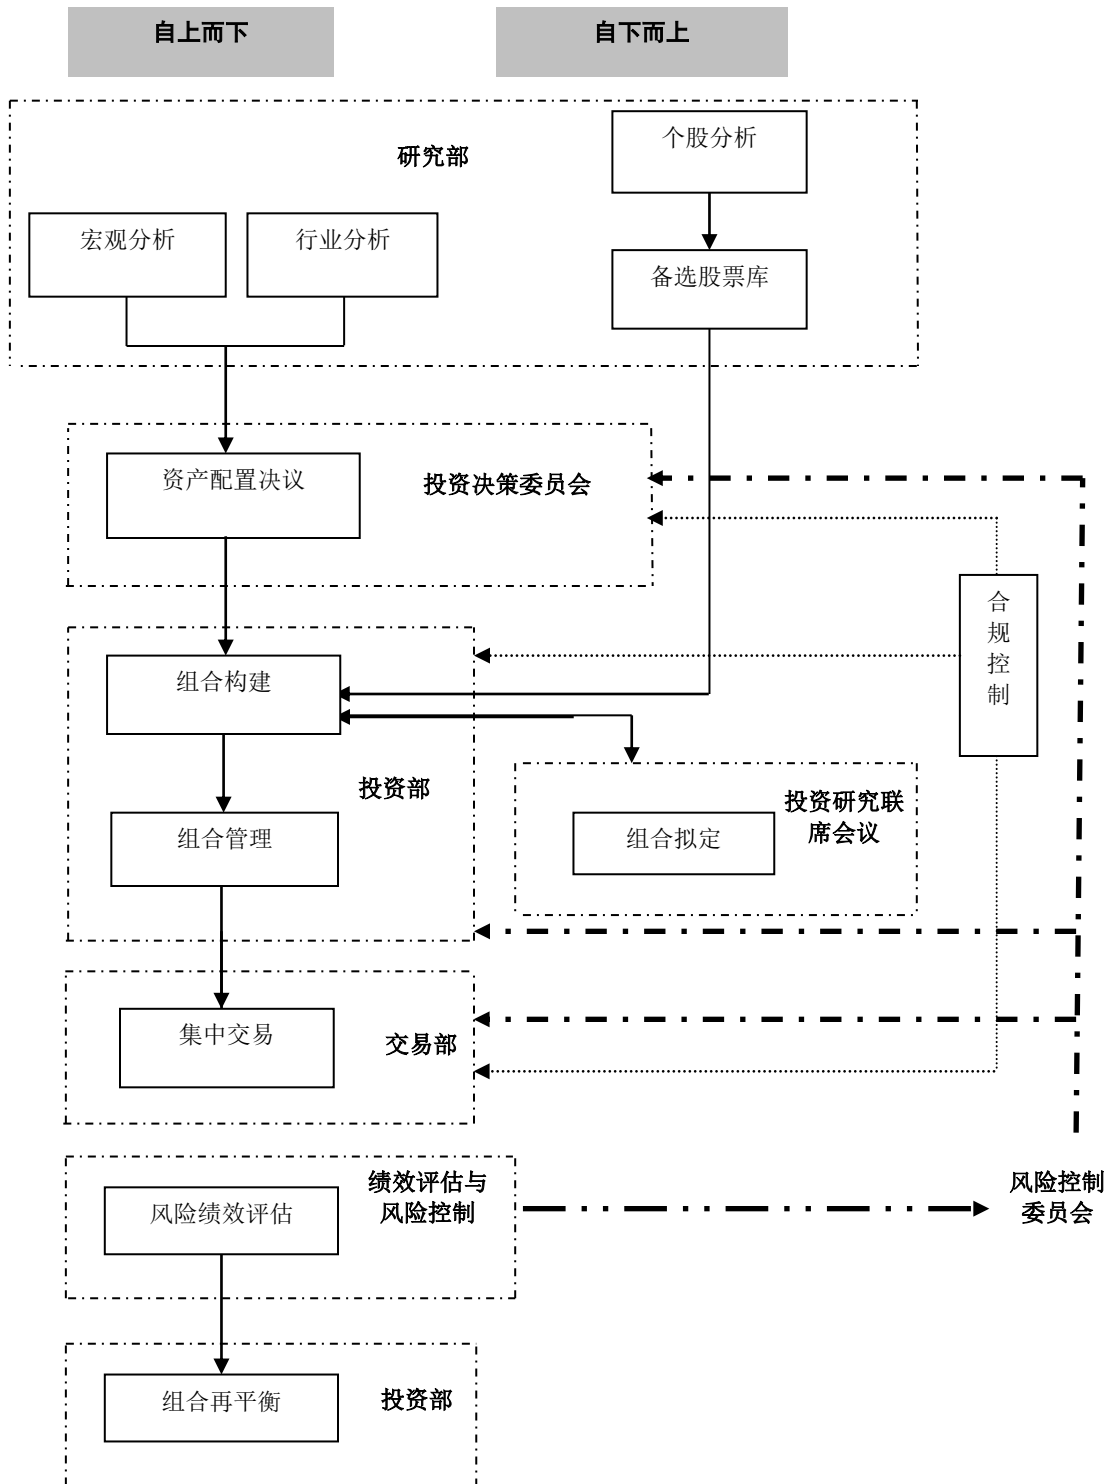 自上而下
自下而上
个股分析
研究部
宏观分析
行业分析
备选股票库
资产配置决议
投资决策委员会
合
规
控
制
组合构建
投资部
投资研究联
席会议
组合管理
组合拟定
集中交易
交易部
绩效评估与
风险控制
风险绩效评估
风险控制
委员会
组合再平衡
投资部